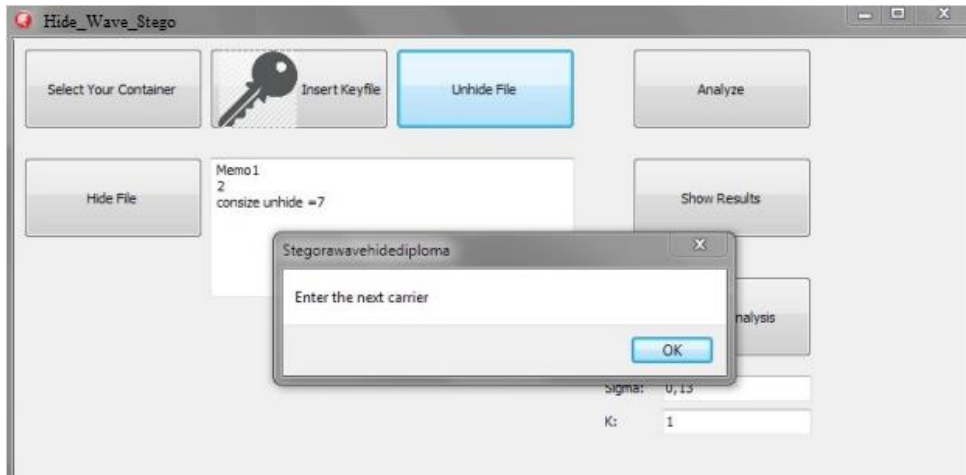 Hide_Wave_Stego
Select Your Container
Insert Keyfile
Unhide File
Analyze
Hide File
Memo1
2
consize unhide =7
Show Results
Stegorawavehidediploma
Enter the next carrier
OK
nalysis
Sigma: 0,13
K: 1